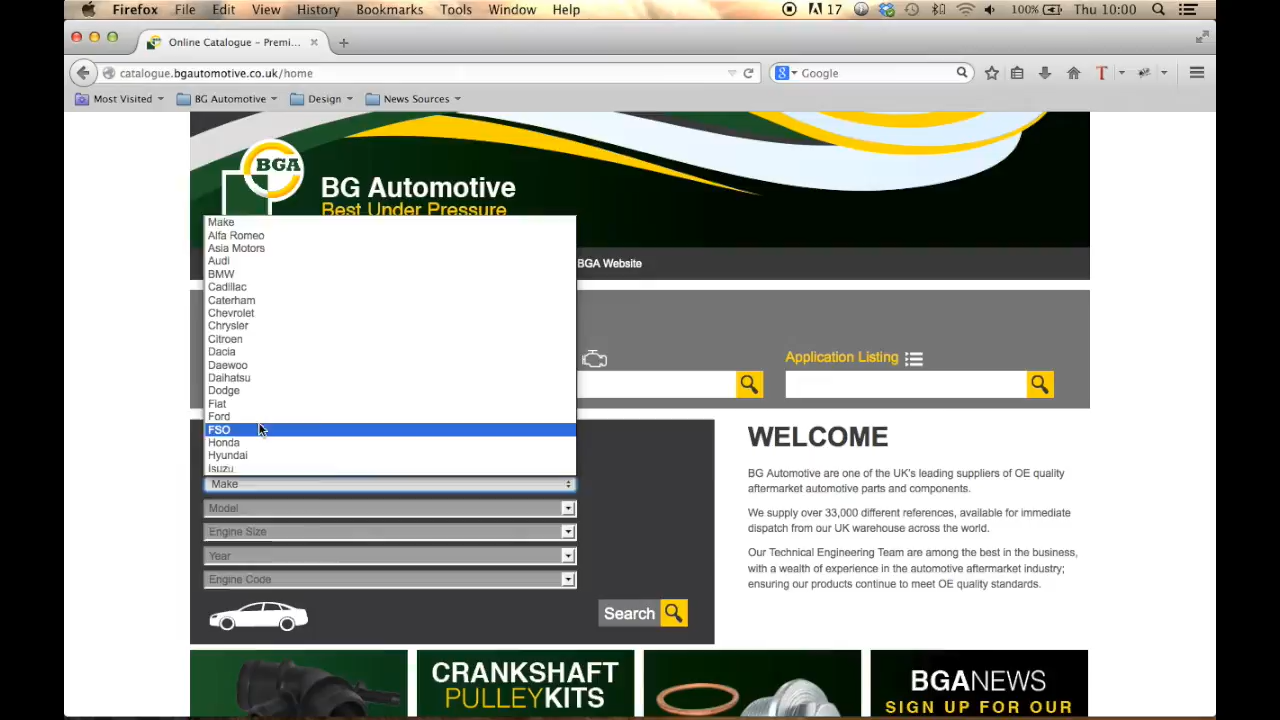 Firefox File Edit View History Bookmarks Tools Window Help 17 100% Thu 10:00
Online Catalogue – Premi...
catalogue.bgautomotive.co.uk/home Google
Most Visited BG Automotive Design News Sources
BGA
BG Automotive
Best Under Pressure
BGA Website
Make
Alfa Romeo
Asia Motors
Audi
BMW
Cadillac
Caterham
Chevrolet
Chrysler
Citroen
Dacia
Daewoo
Daihatsu
Dodge
Fiat
Ford
FSO
Honda
Hyundai
Isuzu
Make
Model
Engine Size
Year
Engine Code
Search
Application Listing
WELCOME
BG Automotive are one of the UK's leading suppliers of OE quality
aftermarket automotive parts and components.
We supply over 33,000 different references, available for immediate
dispatch from our UK warehouse across the world.
Our Technical Engineering Team are among the best in the business,
with a wealth of experience in the automotive aftermarket industry;
ensuring our products continue to meet OE quality standards.
CRANKSHAFT
PULLEYKITS
BGANEWS
SIGN UP FOR OUR